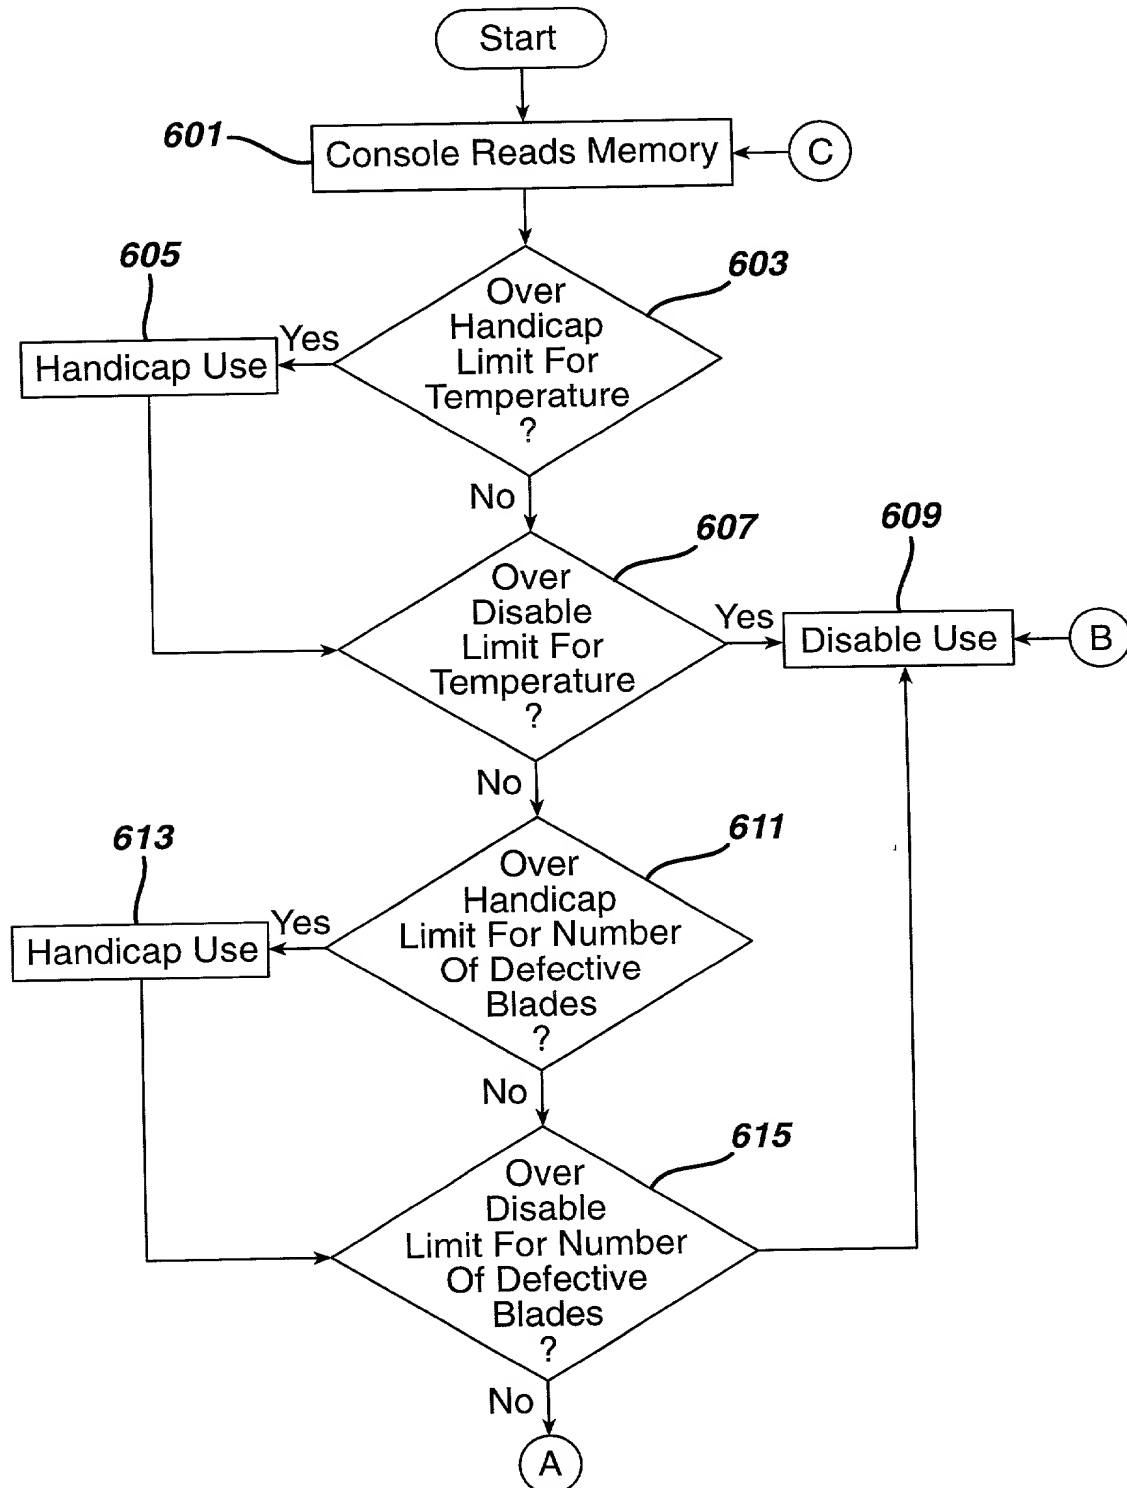 Start
601
Console Reads Memory
C
605
603
Over
Handicap
Limit For
Temperature
?
Yes
Handicap Use
No
607
609
Over
Disable
Limit For
Temperature
?
Yes
Disable Use
B
No
611
613
Over
Handicap
Limit For Number
Of Defective
Blades
?
Yes
Handicap Use
No
615
Over
Disable
Limit For Number
Of Defective
Blades
?
No
A